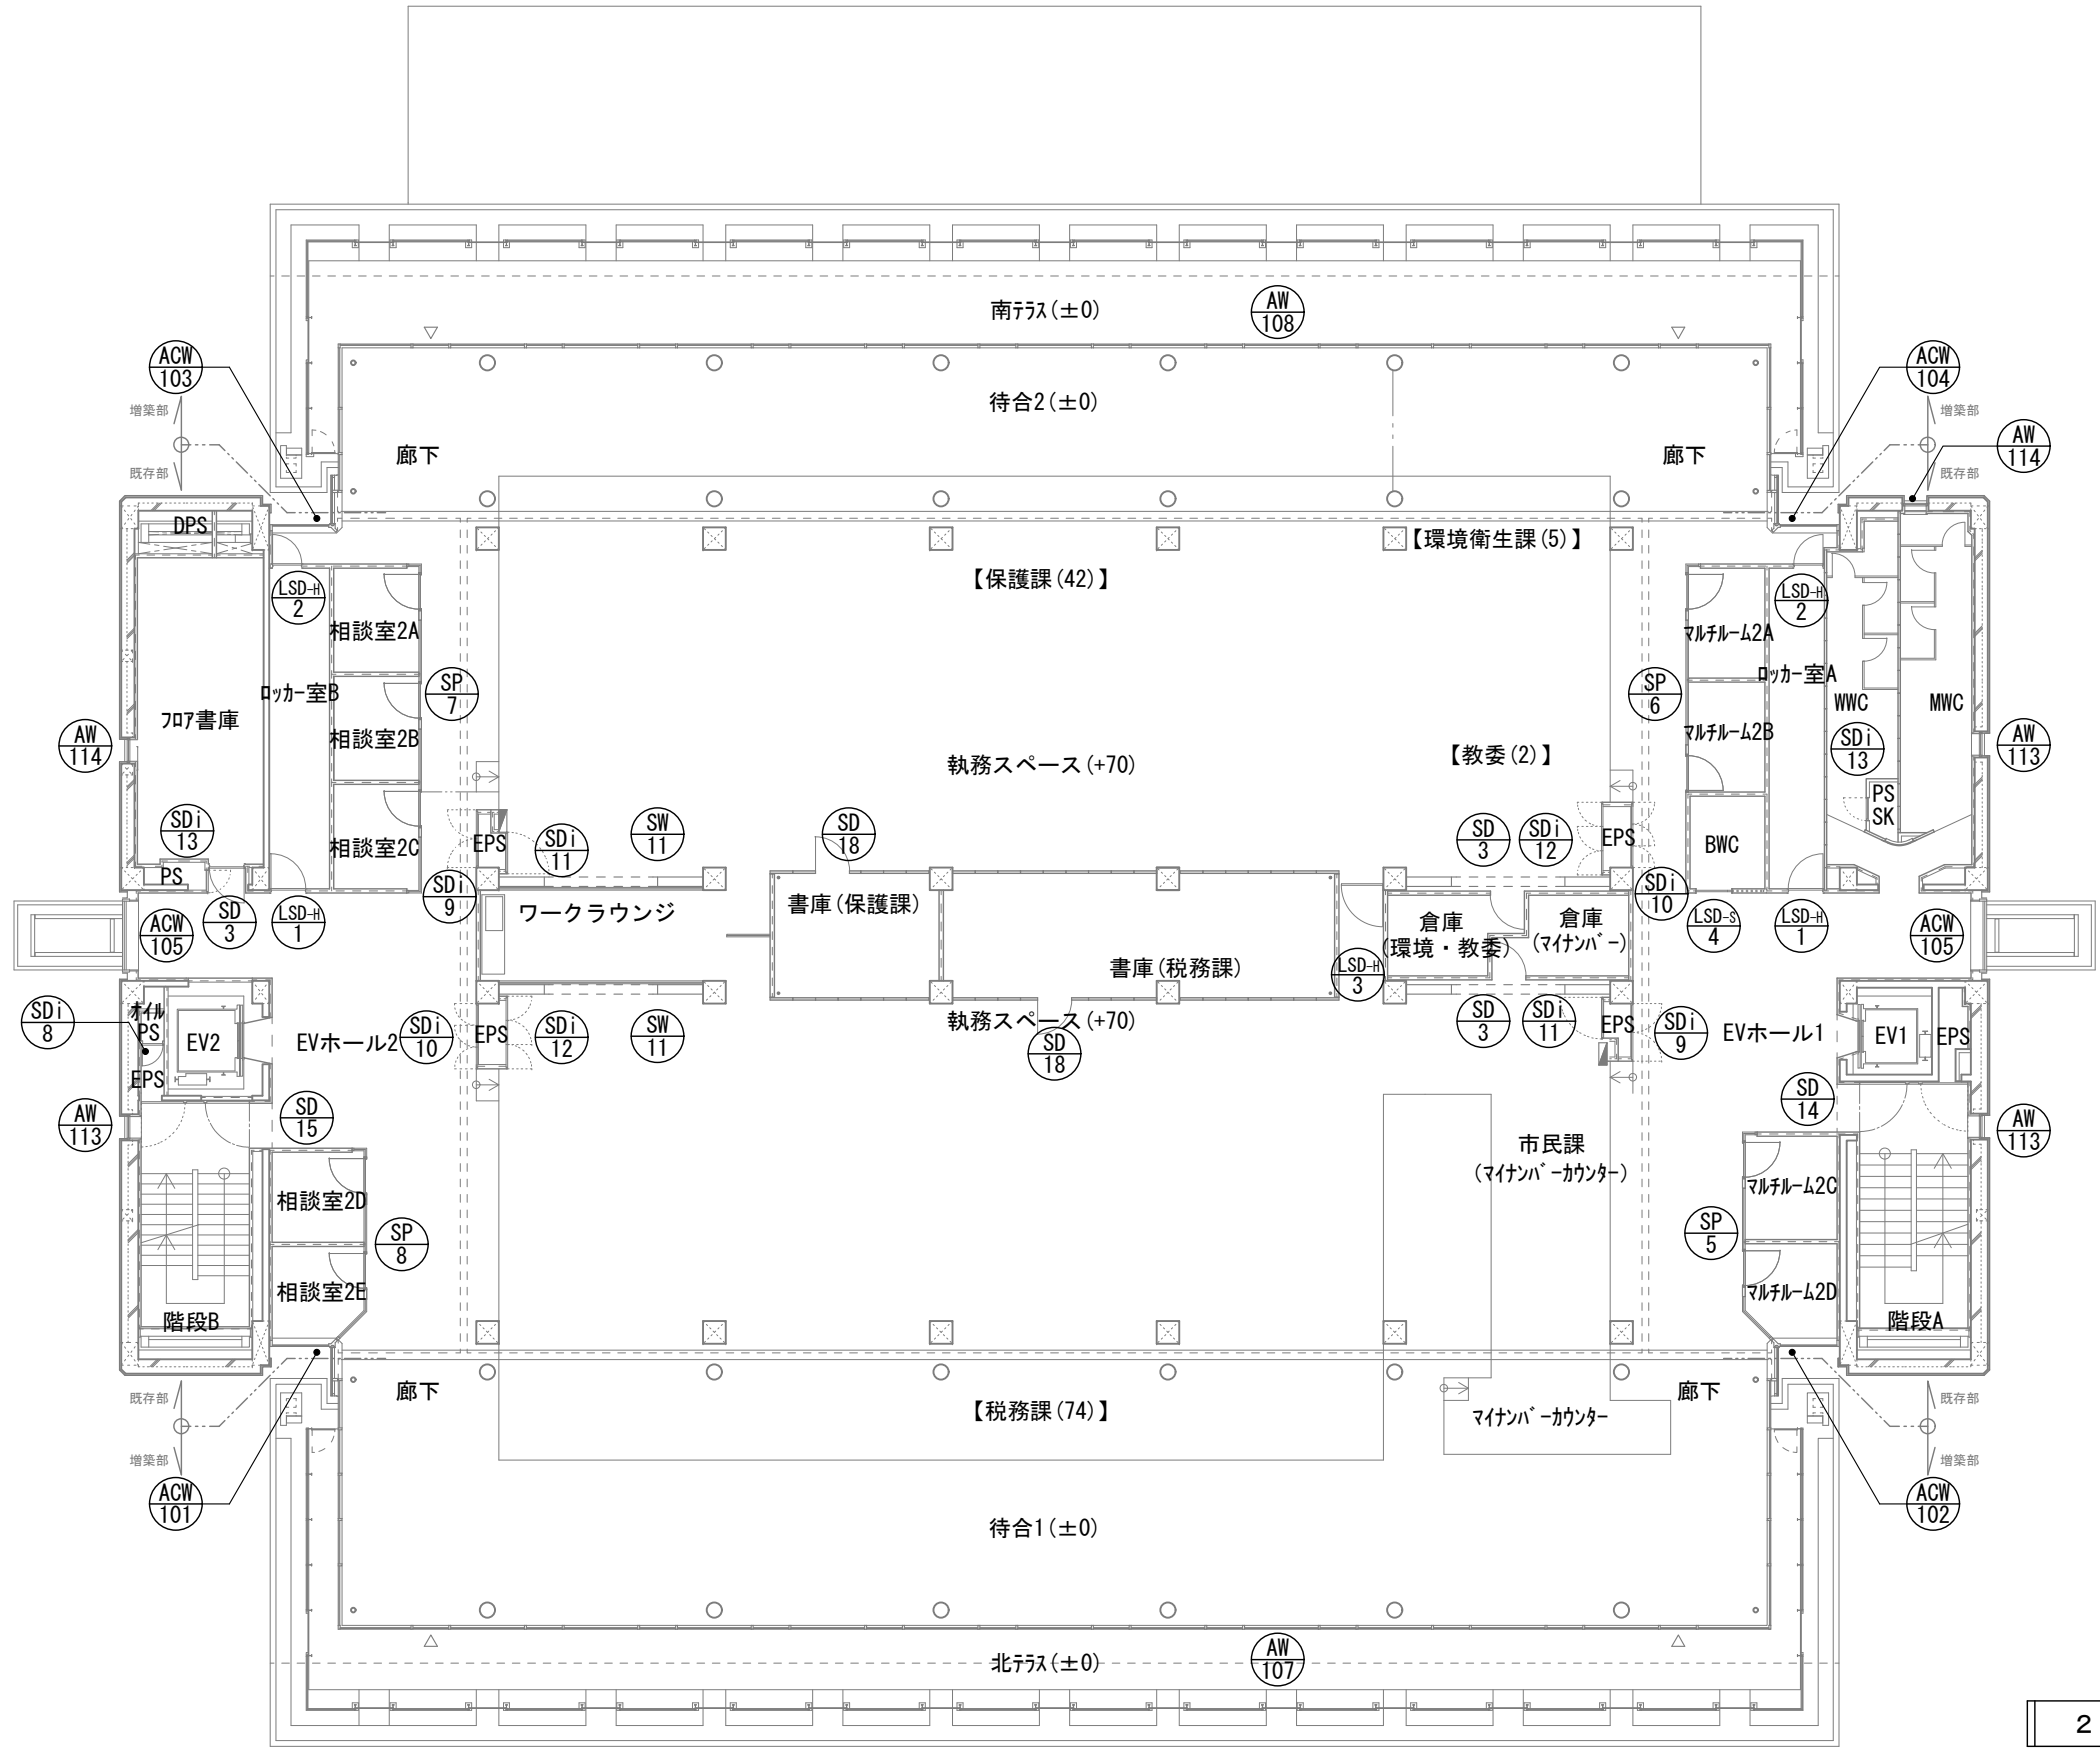 南ﾃﾗｽ(±0)
AW
108
ACW
103
ACW
104
待合2(±0)
増築部
増築部
廊下
廊下
AW
114
既存部
既存部
DPS
【環境衛生課(5)】
【保護課(42)】
LSD-H
2
LSD-H
2
相談室2A
ﾏﾙﾁﾙｰﾑ2A
ﾛｯｶｰ室B
SP
7
SP
6
ﾛｯｶｰ室A
WWC
MWC
ﾌﾛｱ書庫
相談室2B
ﾏﾙﾁﾙｰﾑ2B
AW
114
SDi
13
AW
113
【教委(2)】
執務スペース(+70)
PS
SK
SDi
13
相談室2C
EPS
SDi
11
SW
11
SD
18
SD
3
SDi
12
EPS
BWC
PS
SDi
9
SDi
10
書庫(保護課)
ワークラウンジ
倉庫
(環境・教委)
倉庫
(ﾏｲﾅﾝﾊﾞｰ)
ACW
105
SD
3
LSD-H
1
LSD-S
4
LSD-H
1
ACW
105
書庫(税務課)
LSD-H
3
SDi
8
ｵｲﾙ
PS
EV2
EVホール2
SDi
10
EPS
SDi
12
SW
11
執務スペース(+70)
SD
18
SD
3
SDi
11
EPS
SDi
9
EVホール1
EV1
EPS
EPS
AW
113
SD
15
SD
14
AW
113
市民課
(ﾏｲﾅﾝﾊﾞｰｶｳﾝﾀｰ)
相談室2D
ﾏﾙﾁﾙｰﾑ2C
SP
8
SP
5
相談室2E
ﾏﾙﾁﾙｰﾑ2D
階段B
階段A
廊下
廊下
既存部
既存部
【税務課(74)】
ﾏｲﾅﾝﾊﾞｰｶｳﾝﾀｰ
増築部
増築部
ACW
101
ACW
102
待合1(±0)
北ﾃﾗｽ(±0)
AW
107
2